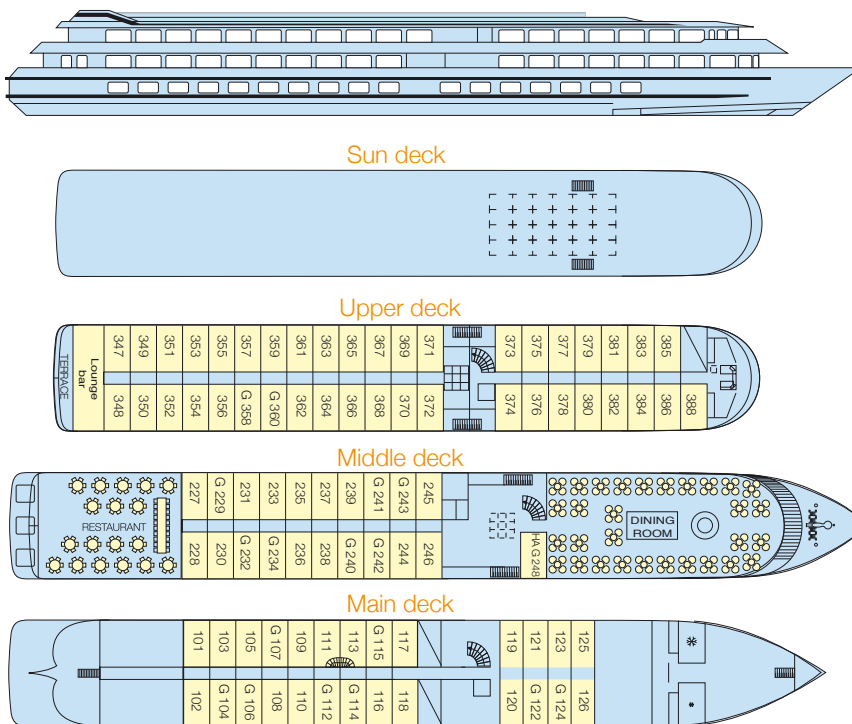 Sun deck
Upper deck
TERRACE
Lounge
bar
347 349 351 353 355 357 359 361 363 365 367 369 371 373 375 377 379 381 383 385
348 350 352 354 356 G 358 G 360 362 364 366 368 370 372 374 376 378 380 382 384 386 388
Middle deck
RESTAURANT
227 G 229 231 233 235 237 239 G 241 G 243 245
228 230 G 232 G 234 236 238 G 240 G 242 244 246
HA G 248
DINING
ROOM
Main deck
101 103 105 G 107 109 111 113 G 115 117 119 121 123 125
102 G 104 G 106 108 110 G 112 G 114 116 118 120 G 122 G 124 126